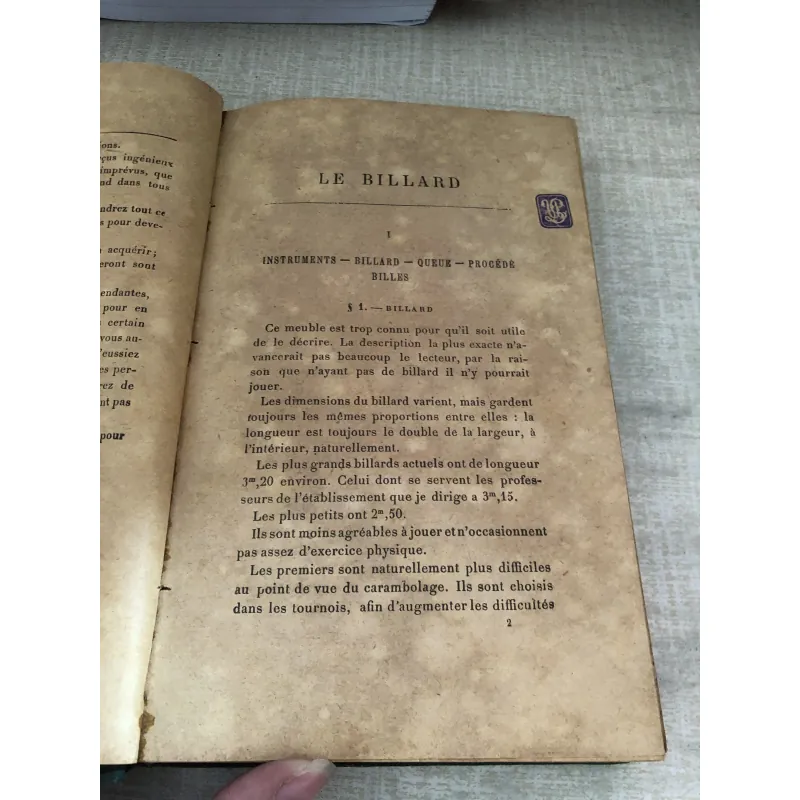 ons.
çus ingénieux
imprévus, que
nd dans tous
ndrez tout ce
s pour deve-
acquérir;
eront sont
endantes,
pour en
certain
vous au-
l'eussiez
es per-
rez de
nt pas
pour
LE BILLARD
I
INSTRUMENTS — BILLARD — QUEUE — PROCÉDÉ
BILLES
§ 1. — BILLARD
Ce meuble est trop connu pour qu'il soit utile
de le décrire. La description la plus exacte n'a-
vancerait pas beaucoup le lecteur, par la rai-
son que n'ayant pas de billard il n'y pourrait
jouer.
Les dimensions du billard varient, mais gardent
toujours les mêmes proportions entre elles : la
longueur est toujours le double de la largeur, à
l'intérieur, naturellement.
Les plus grands billards actuels ont de longueur
3ᵐ,20 environ. Celui dont se servent les profes-
seurs de l'établissement que je dirige a 3ᵐ,15.
Les plus petits ont 2ᵐ,50.
Ils sont moins agréables à jouer et n'occasionnent
pas assez d'exercice physique.
Les premiers sont naturellement plus difficiles
au point de vue du carambolage. Ils sont choisis
dans les tournois, afin d'augmenter les difficultés
2